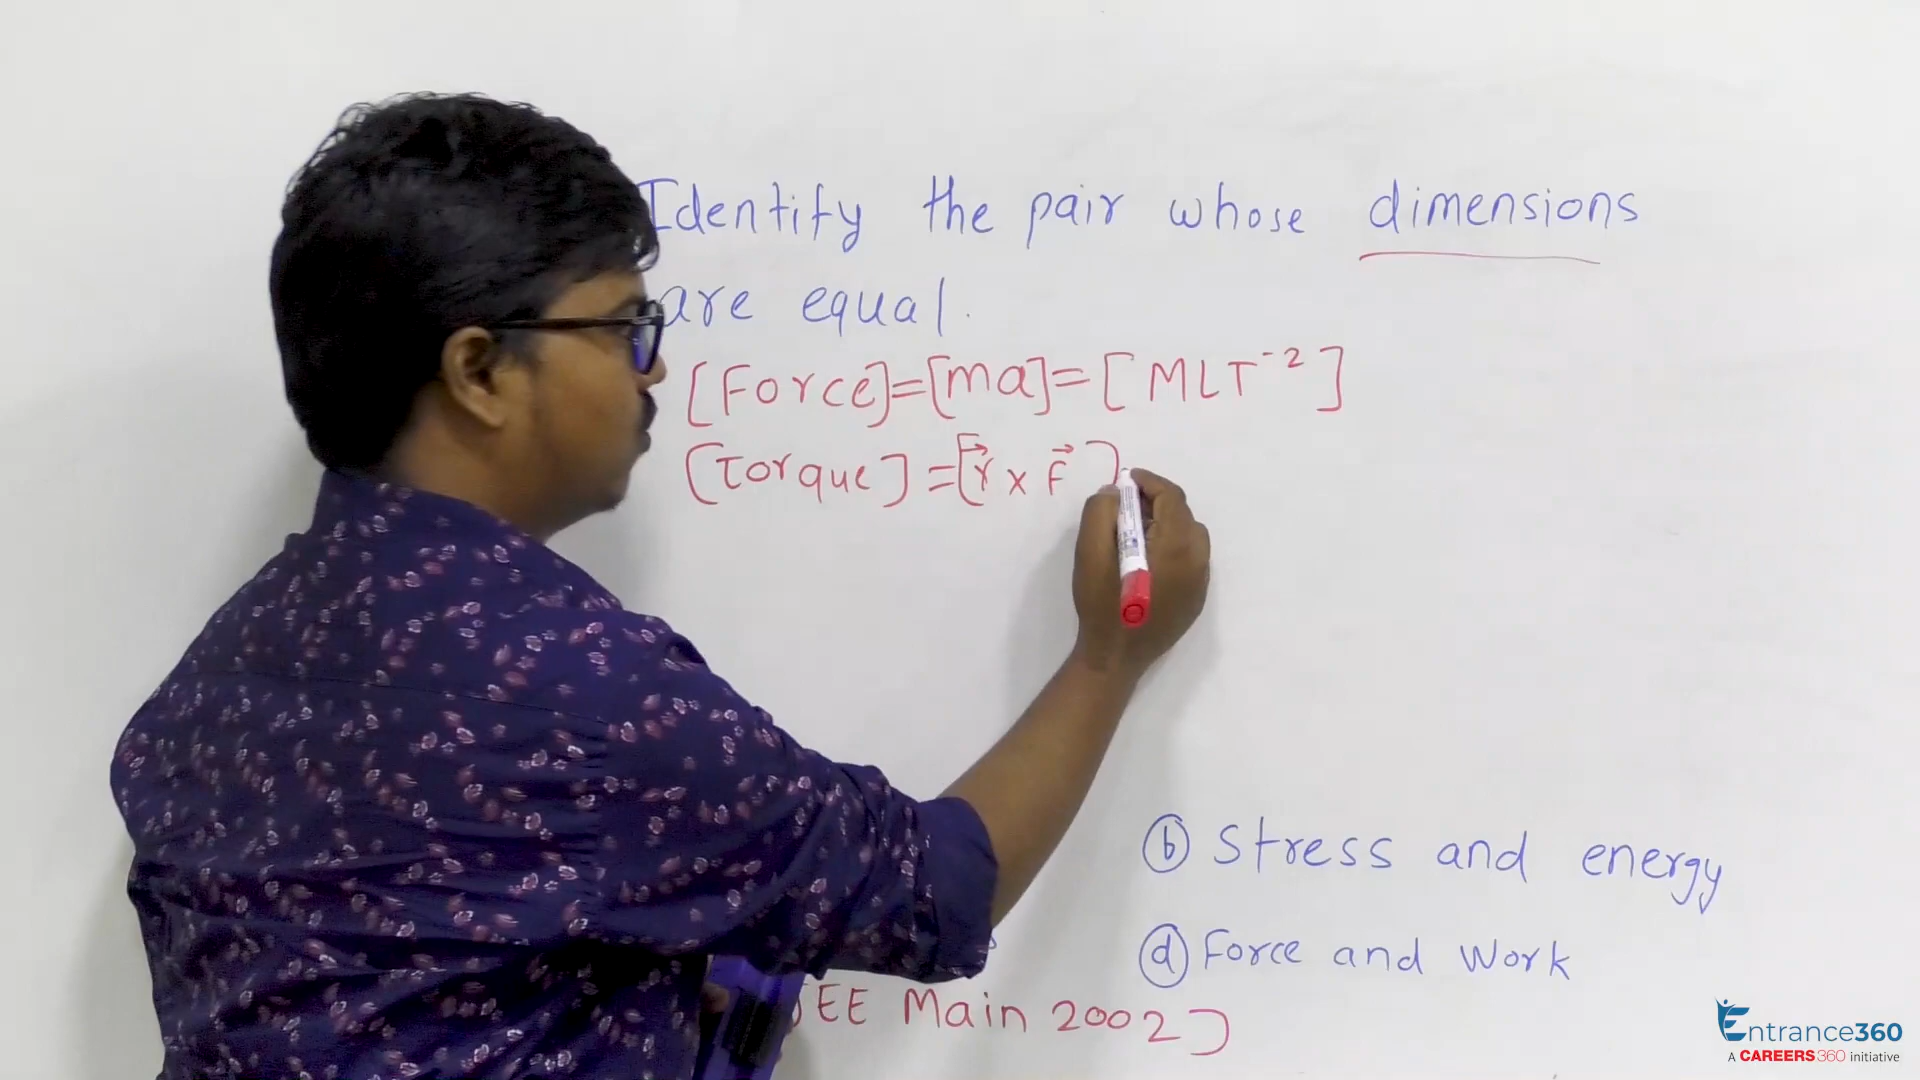 Identify the pair whose dimensions
are equal.
[Force]=[ma]=[MLT⁻²]
[Torque]=[r⃗ x F⃗ ]
(b) Stress and energy
(d) Force and work
JEE Main 2002]
Entrance360
A CAREERS360 initiative